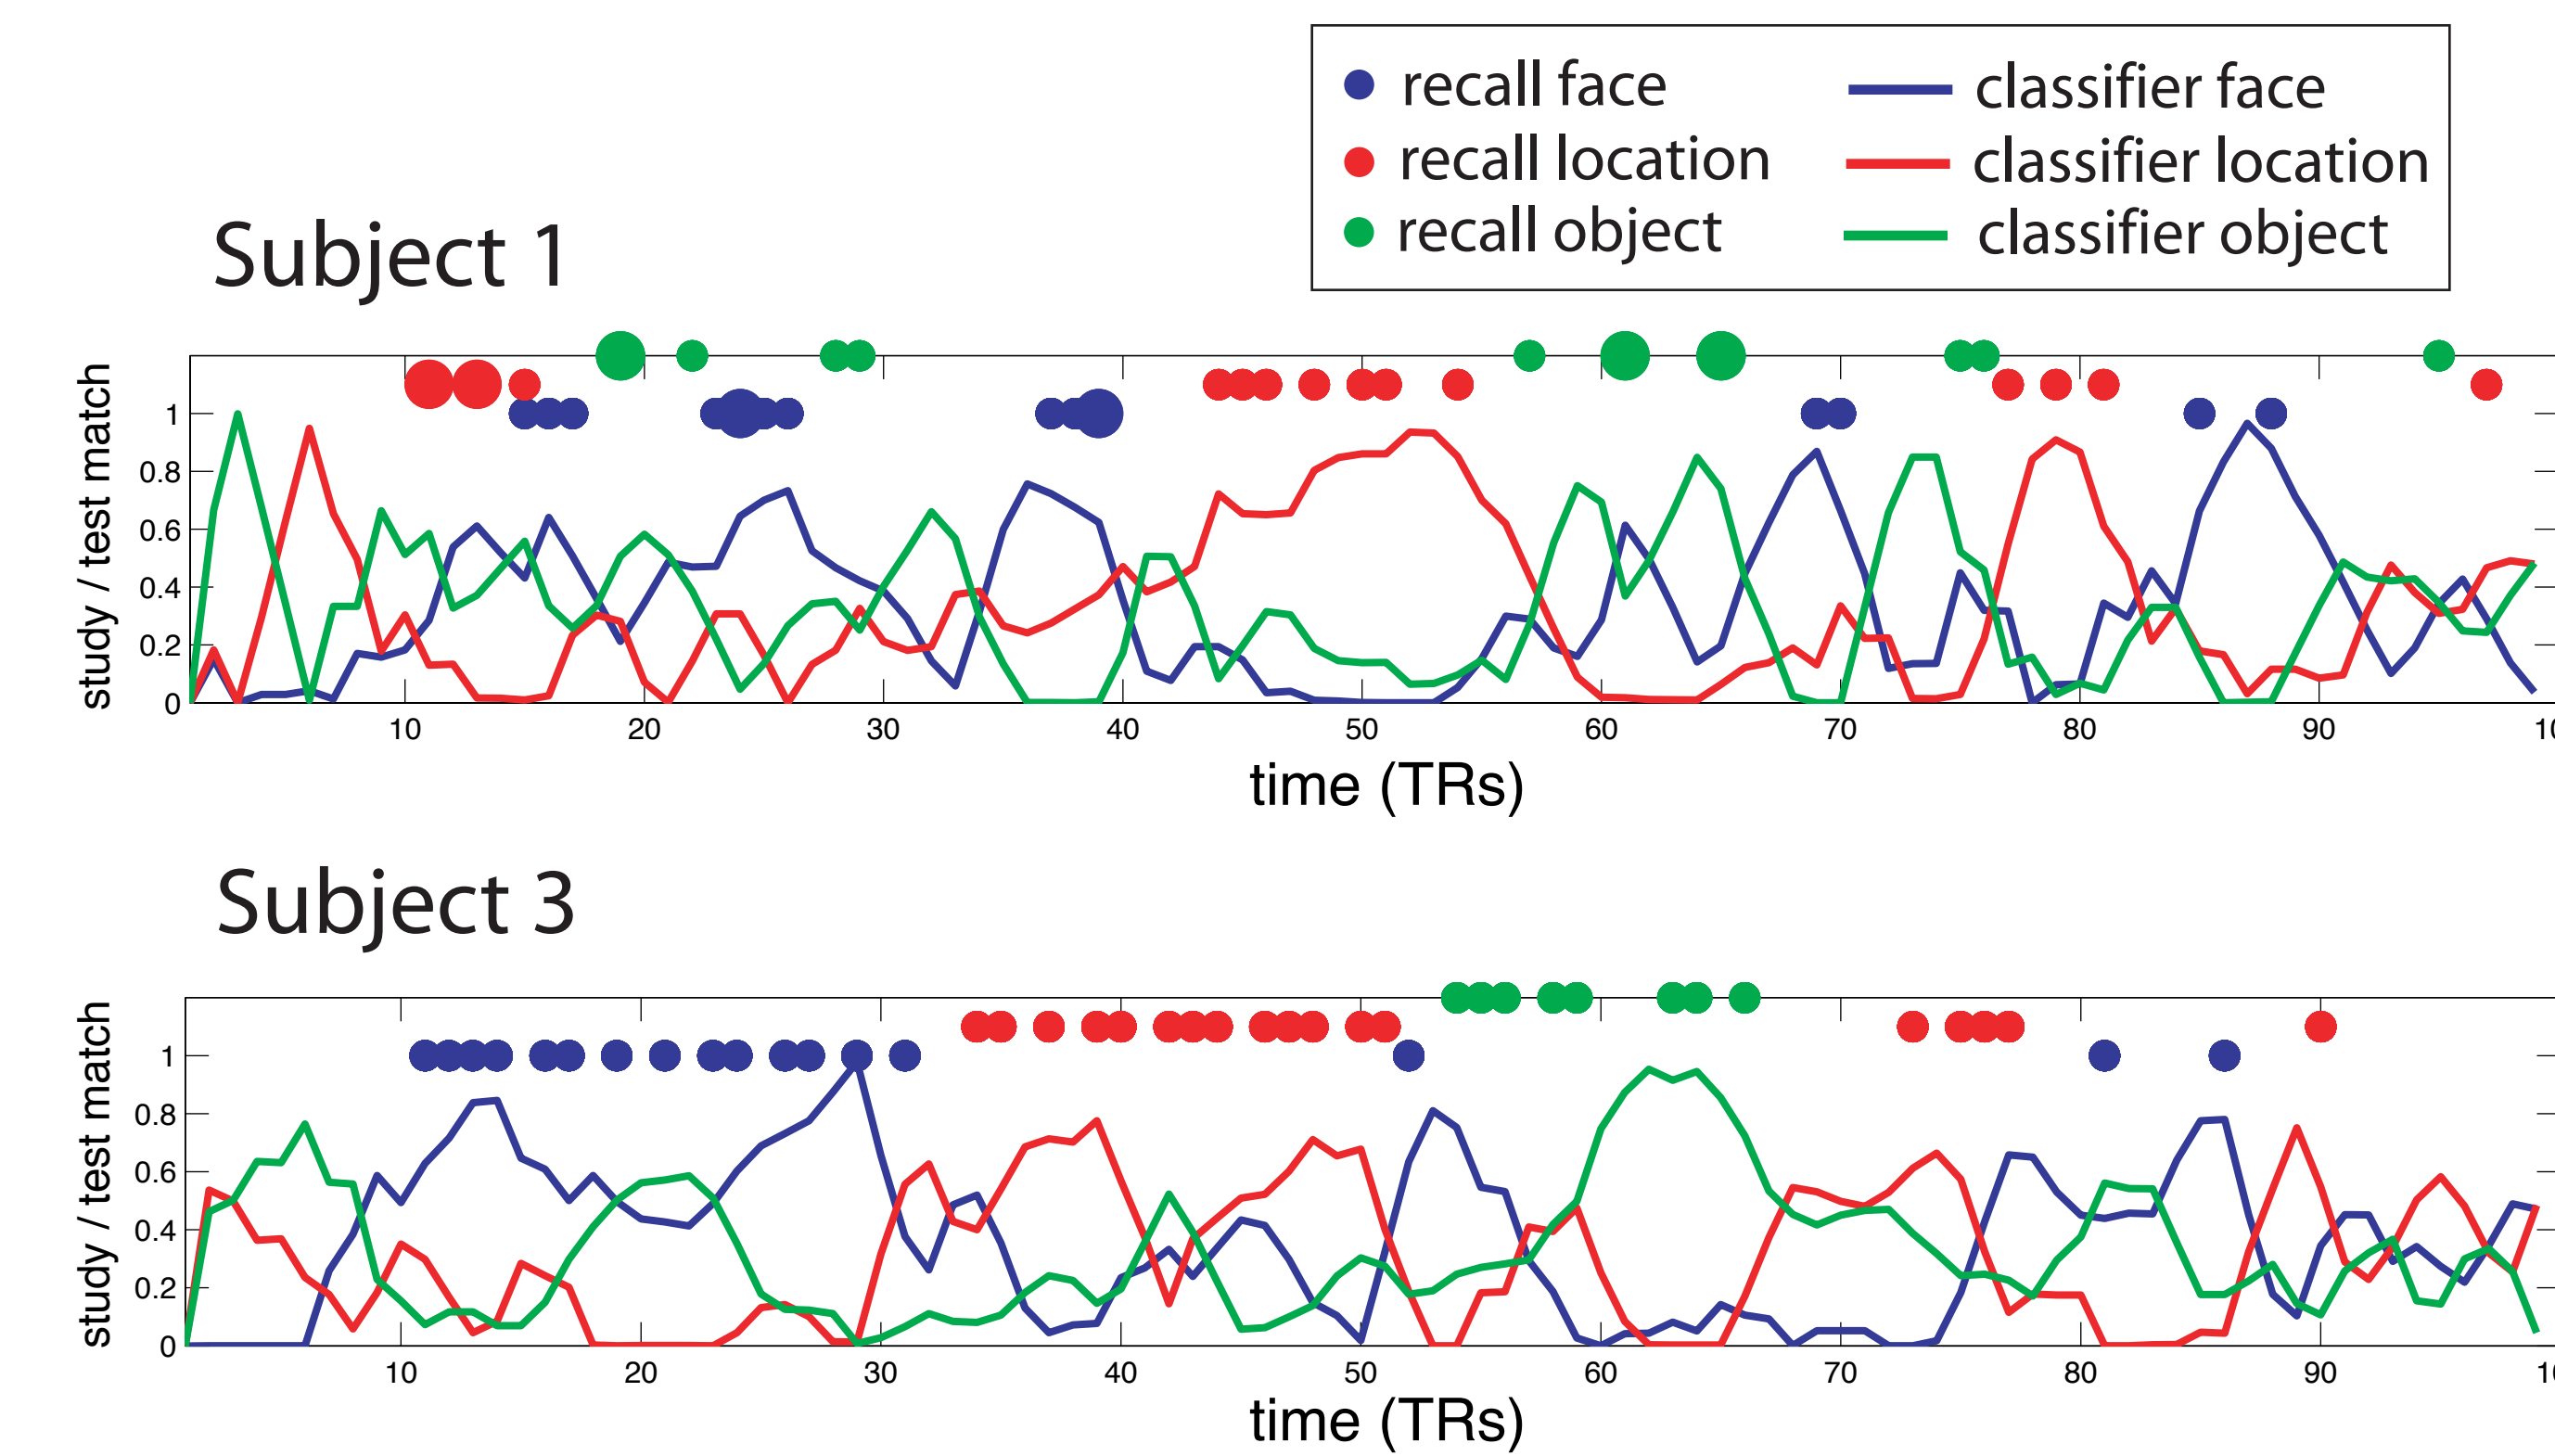 recall face
classifier face
recall location
classifier location
recall object
classifier object
Subject 1
study / test match
1
0.8
0.6
0.4
0.2
0
10 20 30 40 50 60 70 80 90 10
time (TRs)
Subject 3
study / test match
1
0.8
0.6
0.4
0.2
0
10 20 30 40 50 60 70 80 90 10
time (TRs)